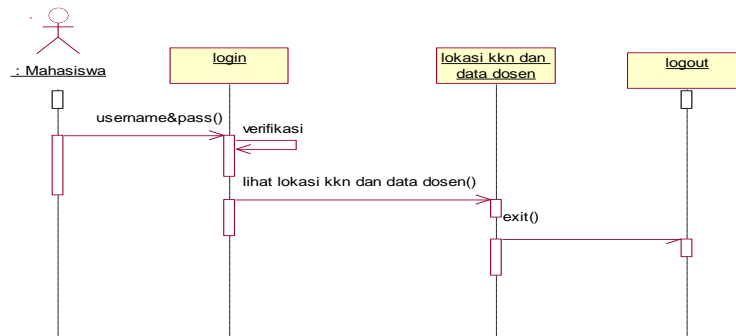 : Mahasiswa
login
lokasi kkn dan
data dosen
logout
username&pass()
verifikasi
lihat lokasi kkn dan data dosen()
exit()